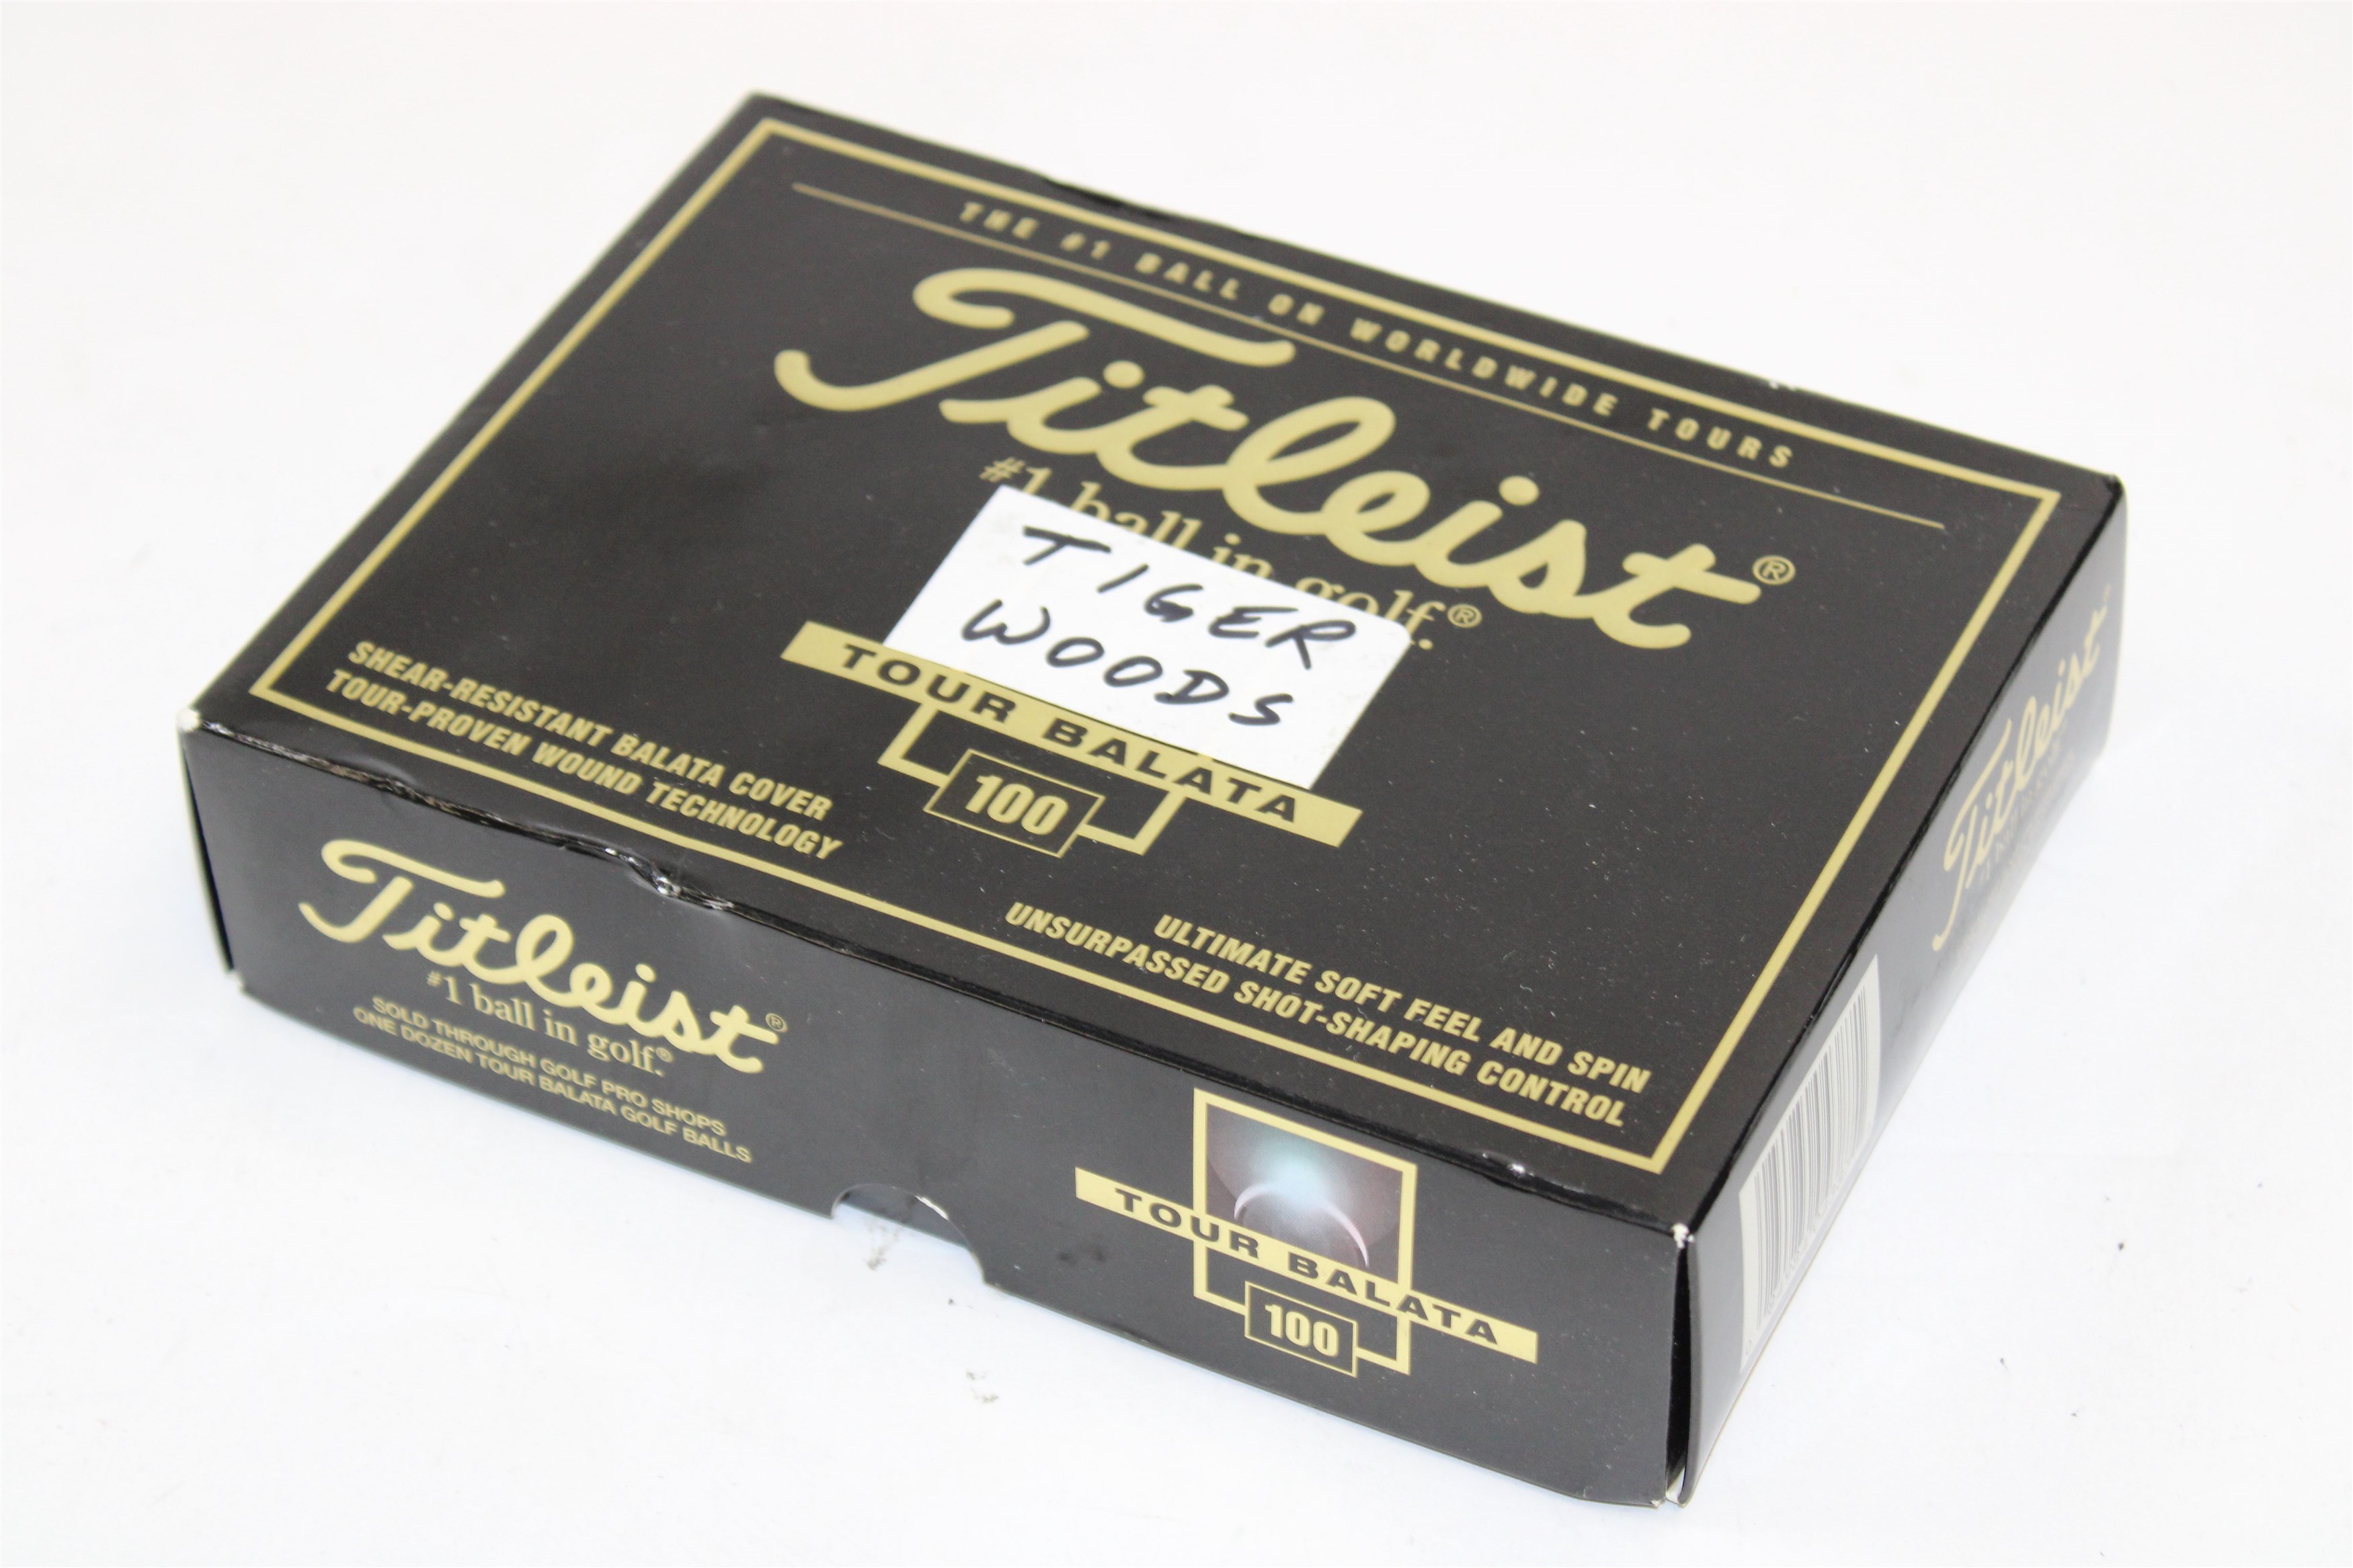 THE #1 BALL ON WORLDWIDE TOURS
Titleist®
#1 ball in golf.®
TIGER
WOODS
TOUR BALATA
100
SHEAR-RESISTANT BALATA COVER
TOUR-PROVEN WOUND TECHNOLOGY
ULTIMATE SOFT FEEL AND SPIN
UNSURPASSED SHOT-SHAPING CONTROL
Titleist®
#1 ball in golf.®
SOLD THROUGH GOLF PRO SHOPS
ONE DOZEN TOUR BALATA GOLF BALLS
TOUR BALATA
100
Titleist